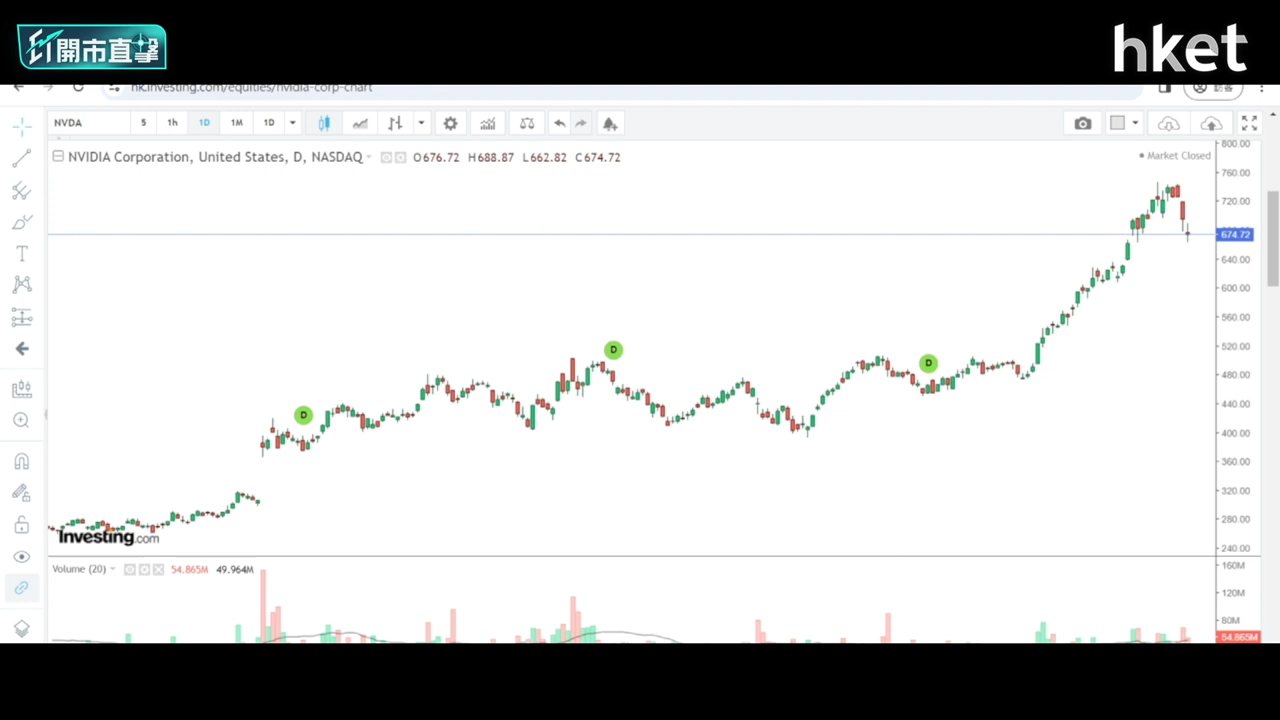 開市直擊
hket
hk.investing.com/equities/nvidia-corp-chart
訪客
NVDA 5 1h 1D 1M 1D
NVIDIA Corporation, United States, D, NASDAQ O676.72 H688.87 L662.82 C674.72
Market Closed
800.00
760.00
720.00
674.72
640.00
600.00
560.00
520.00
480.00
440.00
400.00
360.00
320.00
280.00
240.00
D
D
D
Investing.com
Volume (20) 54.865M 49.964M
160M
120M
80M
54.865M